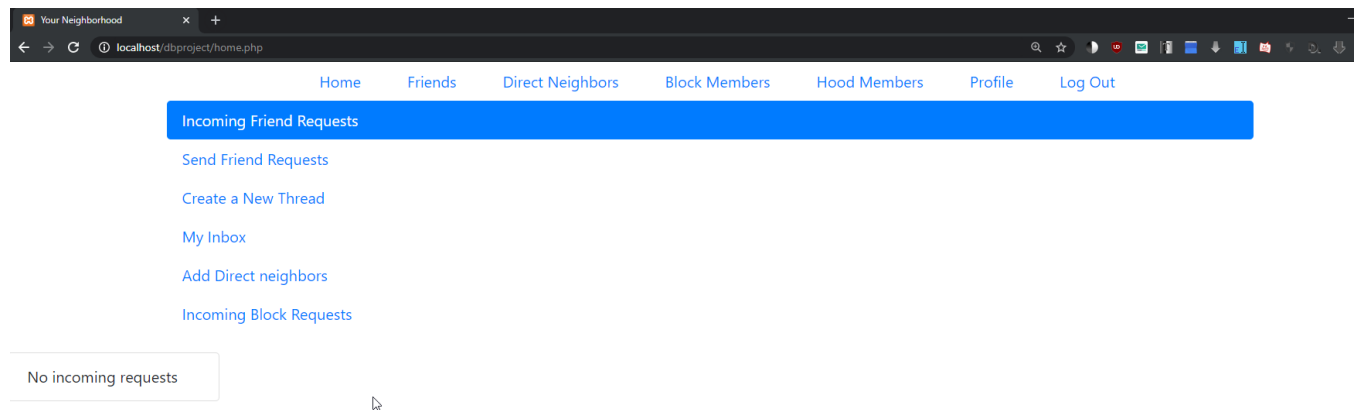 Your Neighborhood
localhost/dbproject/home.php
Home Friends Direct Neighbors Block Members Hood Members Profile Log Out
Incoming Friend Requests
Send Friend Requests
Create a New Thread
My Inbox
Add Direct neighbors
Incoming Block Requests
No incoming requests